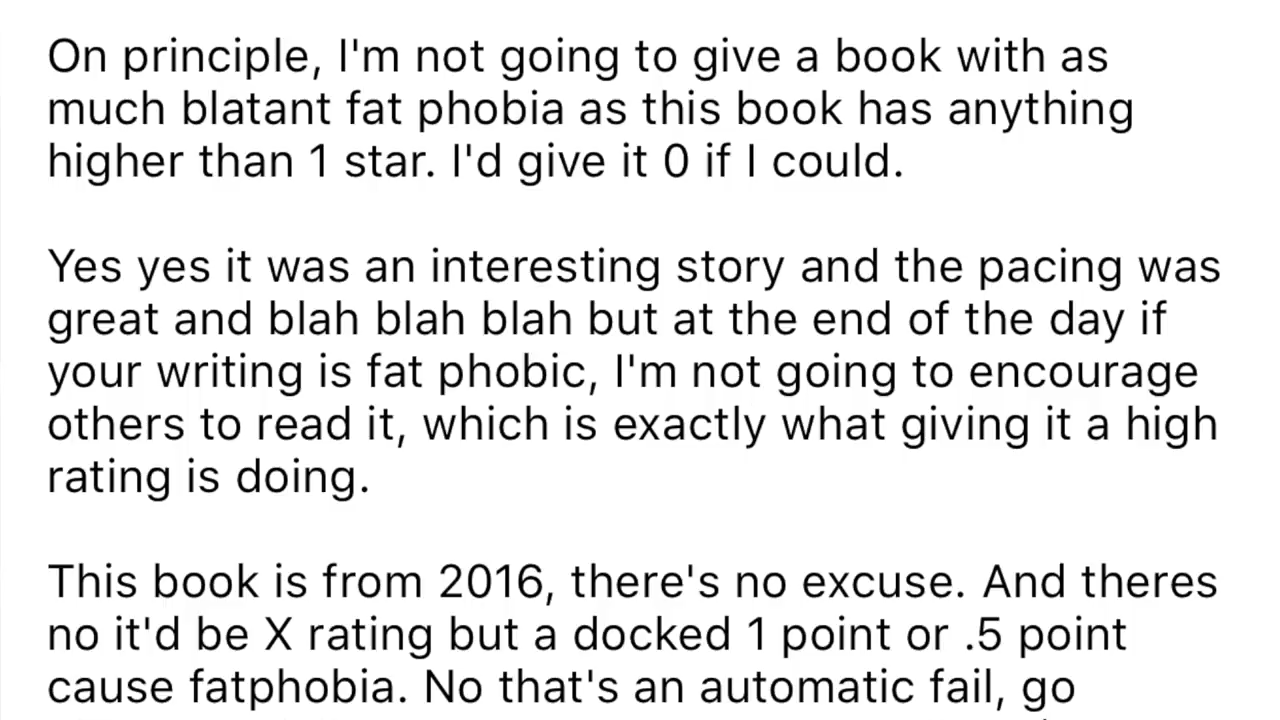 On principle, I'm not going to give a book with as
much blatant fat phobia as this book has anything
higher than 1 star. I'd give it 0 if I could.
Yes yes it was an interesting story and the pacing was
great and blah blah blah but at the end of the day if
your writing is fat phobic, I'm not going to encourage
others to read it, which is exactly what giving it a high
rating is doing.
This book is from 2016, there's no excuse. And theres
no it'd be X rating but a docked 1 point or .5 point
cause fatphobia. No that's an automatic fail, go